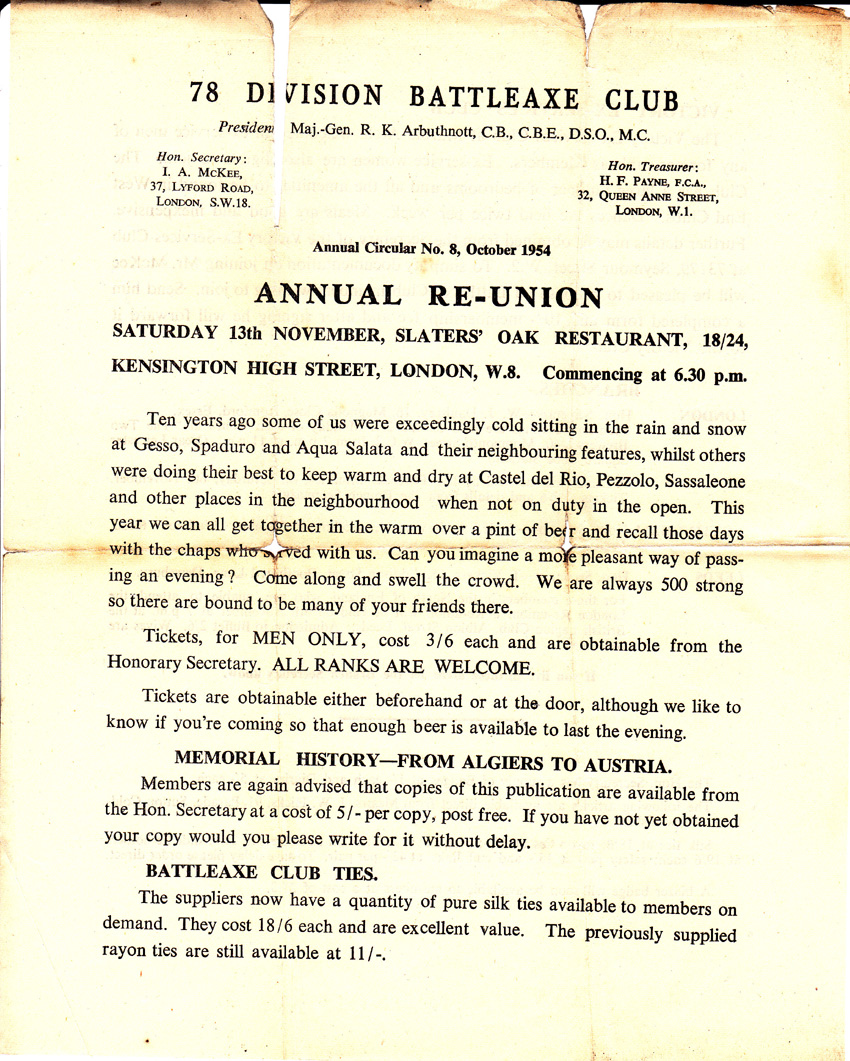 78 DIVISION BATTLEAXE CLUB
President Maj.-Gen. R. K. Arbuthnott, C.B., C.B.E., D.S.O., M.C.
Hon. Secretary:
I. A. McKee,
37, Lyford Road,
London, S.W.18.
Hon. Treasurer:
H. F. Payne, F.C.A.,
32, Queen Anne Street,
London, W.1.
Annual Circular No. 8, October 1954
ANNUAL RE-UNION
SATURDAY 13th NOVEMBER, SLATERS' OAK RESTAURANT, 18/24,
KENSINGTON HIGH STREET, LONDON, W.8. Commencing at 6.30 p.m.
Ten years ago some of us were exceedingly cold sitting in the rain and snow
at Gesso, Spaduro and Aqua Salata and their neighbouring features, whilst others
were doing their best to keep warm and dry at Castel del Rio, Pezzolo, Sassaleone
and other places in the neighbourhood when not on duty in the open. This
year we can all get together in the warm over a pint of beer and recall those days
with the chaps who served with us. Can you imagine a more pleasant way of pass-
ing an evening? Come along and swell the crowd. We are always 500 strong
so there are bound to be many of your friends there.
Tickets, for MEN ONLY, cost 3/6 each and are obtainable from the
Honorary Secretary. ALL RANKS ARE WELCOME.
Tickets are obtainable either beforehand or at the door, although we like to
know if you're coming so that enough beer is available to last the evening.
MEMORIAL HISTORY—FROM ALGIERS TO AUSTRIA.
Members are again advised that copies of this publication are available from
the Hon. Secretary at a cost of 5/- per copy, post free. If you have not yet obtained
your copy would you please write for it without delay.
BATTLEAXE CLUB TIES.
The suppliers now have a quantity of pure silk ties available to members on
demand. They cost 18/6 each and are excellent value. The previously supplied
rayon ties are still available at 11/-.